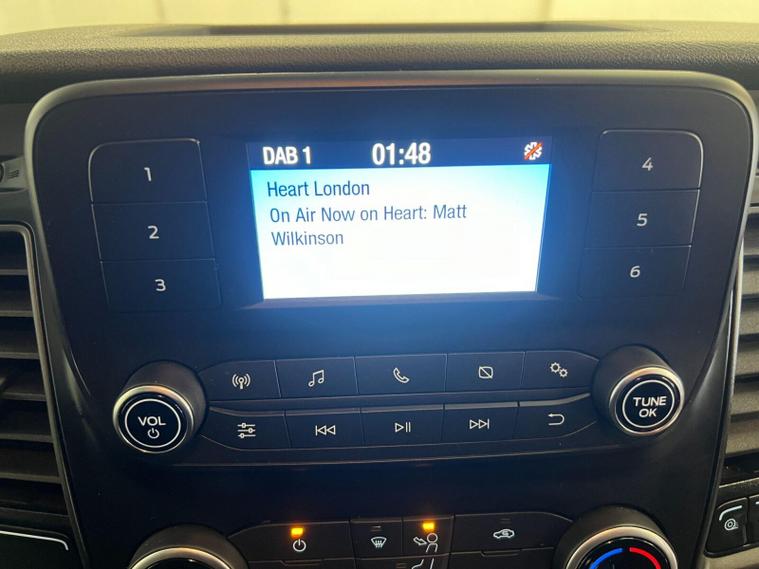 DAB 1 01:48
Heart London
On Air Now on Heart: Matt
Wilkinson
1
2
3
4
5
6
VOL
TUNE
OK